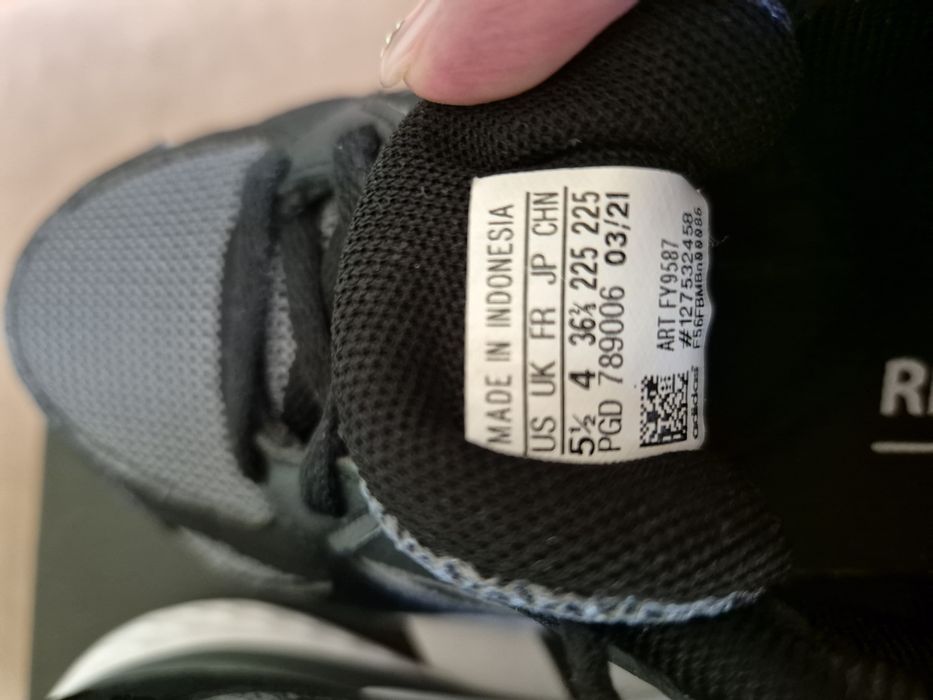 MADE IN INDONESIA
US UK FR JP CHN
5½ 4 36⅔ 225 225
PGD 789006 03/21
ART FY9587
#127532458
adidas